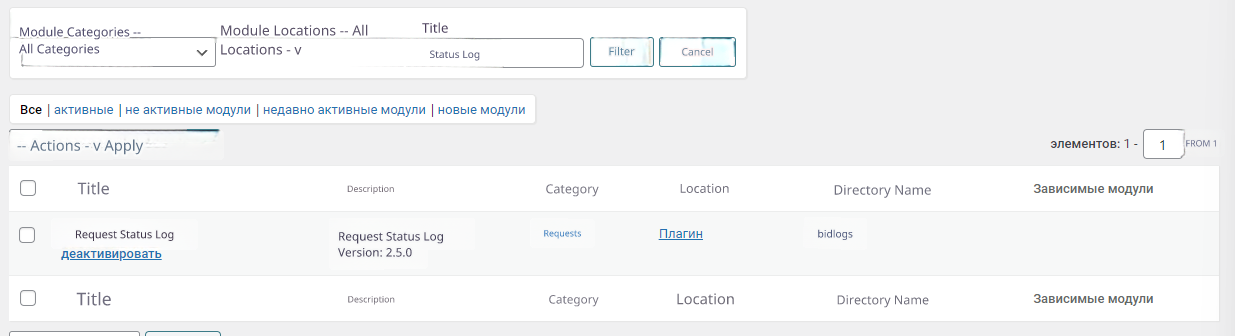 Module Categories --
All Categories
Module Locations -- All
Locations - v
Title
Status Log
Filter
Cancel
Все | активные | не активные модули | недавно активные модули | новые модули
-- Actions - v Apply
элементов: 1 - 1 FROM 1
Title Description Category Location Directory Name Зависимые модули
Request Status Log
деактивировать
Request Status Log
Version: 2.5.0
Requests
Плагин
bidlogs
Title Description Category Location Directory Name Зависимые модули